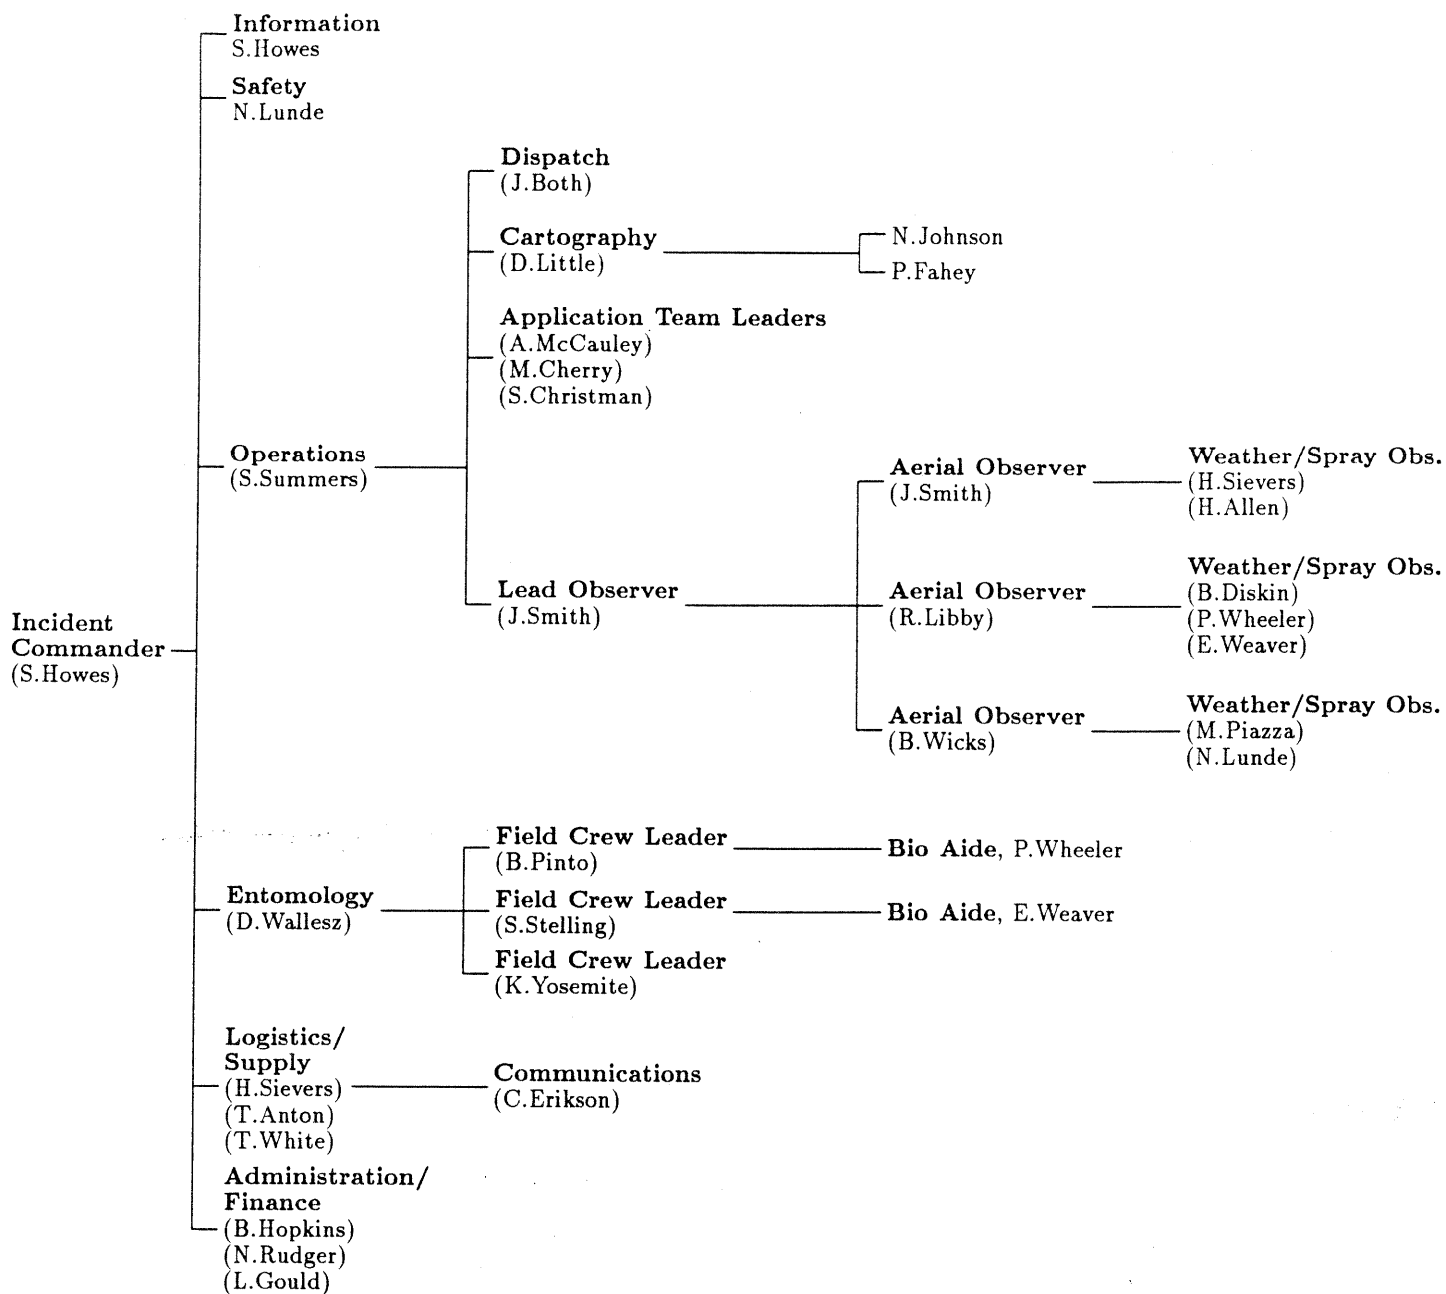 Information
S.Howes
Safety
N.Lunde
Dispatch
(J.Both)
Cartography
(D.Little)
N.Johnson
P.Fahey
Application Team Leaders
(A.McCauley)
(M.Cherry)
(S.Christman)
Operations
(S.Summers)
Lead Observer
(J.Smith)
Aerial Observer
(J.Smith)
Weather/Spray Obs.
(H.Sievers)
(H.Allen)
Aerial Observer
(R.Libby)
Weather/Spray Obs.
(B.Diskin)
(P.Wheeler)
(E.Weaver)
Aerial Observer
(B.Wicks)
Weather/Spray Obs.
(M.Piazza)
(N.Lunde)
Incident
Commander
(S.Howes)
Entomology
(D.Wallesz)
Field Crew Leader
(B.Pinto)
Bio Aide, P.Wheeler
Field Crew Leader
(S.Stelling)
Bio Aide, E.Weaver
Field Crew Leader
(K.Yosemite)
Logistics/
Supply
(H.Sievers)
(T.Anton)
(T.White)
Communications
(C.Erikson)
Administration/
Finance
(B.Hopkins)
(N.Rudger)
(L.Gould)